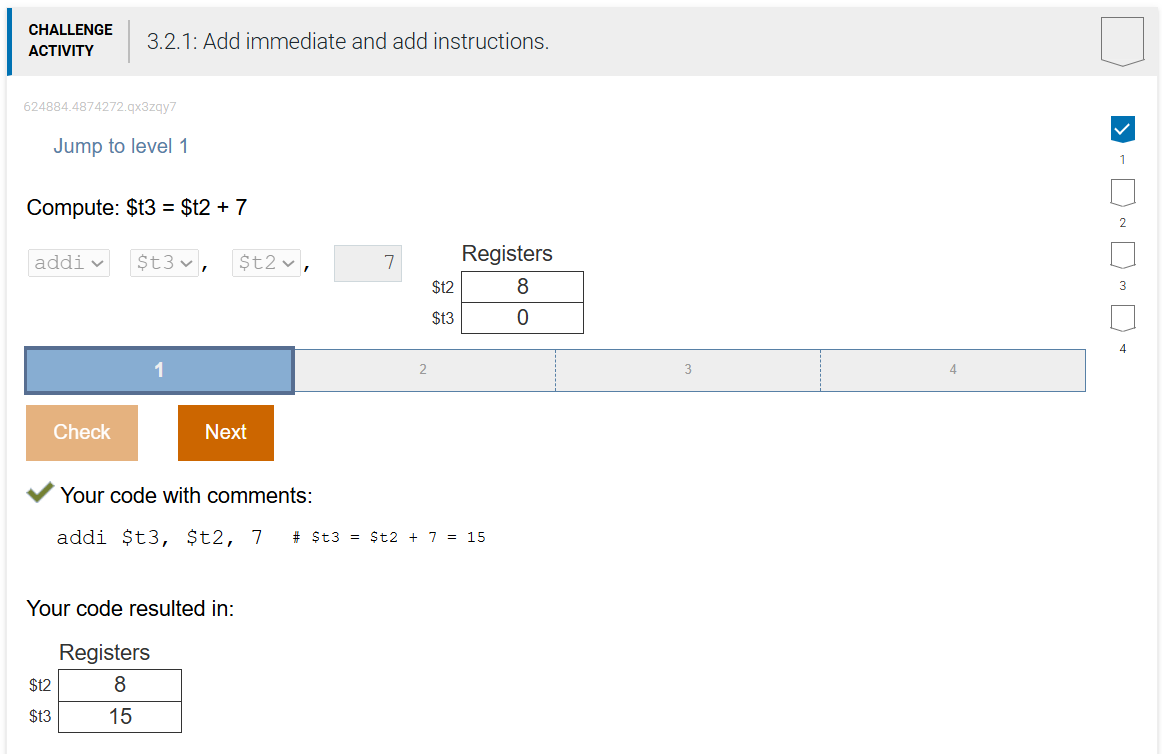 CHALLENGE
ACTIVITY
3.2.1: Add immediate and add instructions.
624884.4874272.qx3zqy7
Jump to level 1
1
2
3
4
Compute: $t3 = $t2 + 7
addi $t3, $t2, 7
Registers
$t2 8
$t3 0
1 2 3 4
Check Next
Your code with comments:
addi $t3, $t2, 7 # $t3 = $t2 + 7 = 15
Your code resulted in:
Registers
$t2 8
$t3 15